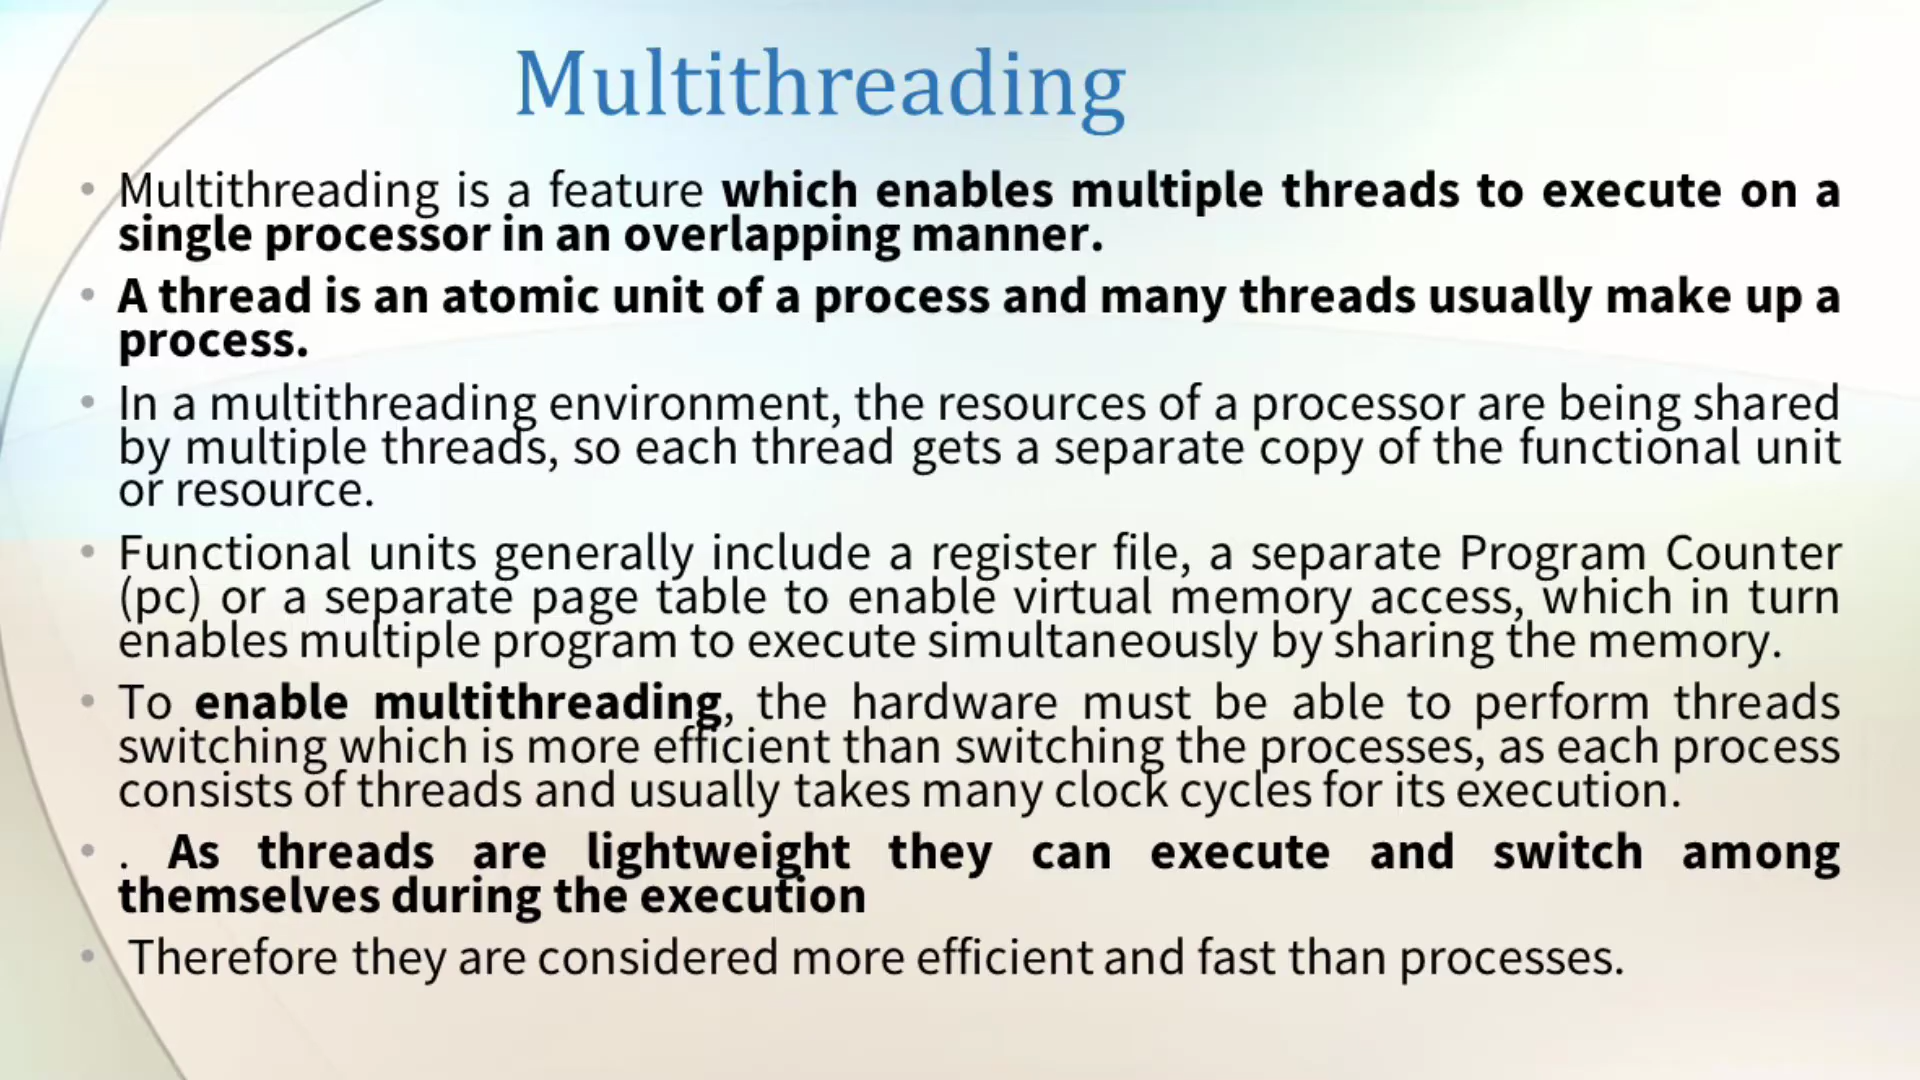 Multithreading
• Multithreading is a feature which enables multiple threads to execute on a
single processor in an overlapping manner.
• A thread is an atomic unit of a process and many threads usually make up a
process.
• In a multithreading environment, the resources of a processor are being shared
by multiple threads, so each thread gets a separate copy of the functional unit
or resource.
• Functional units generally include a register file, a separate Program Counter
(pc) or a separate page table to enable virtual memory access, which in turn
enables multiple program to execute simultaneously by sharing the memory.
• To enable multithreading, the hardware must be able to perform threads
switching which is more efficient than switching the processes, as each process
consists of threads and usually takes many clock cycles for its execution.
• . As threads are lightweight they can execute and switch among
themselves during the execution
• Therefore they are considered more efficient and fast than processes.